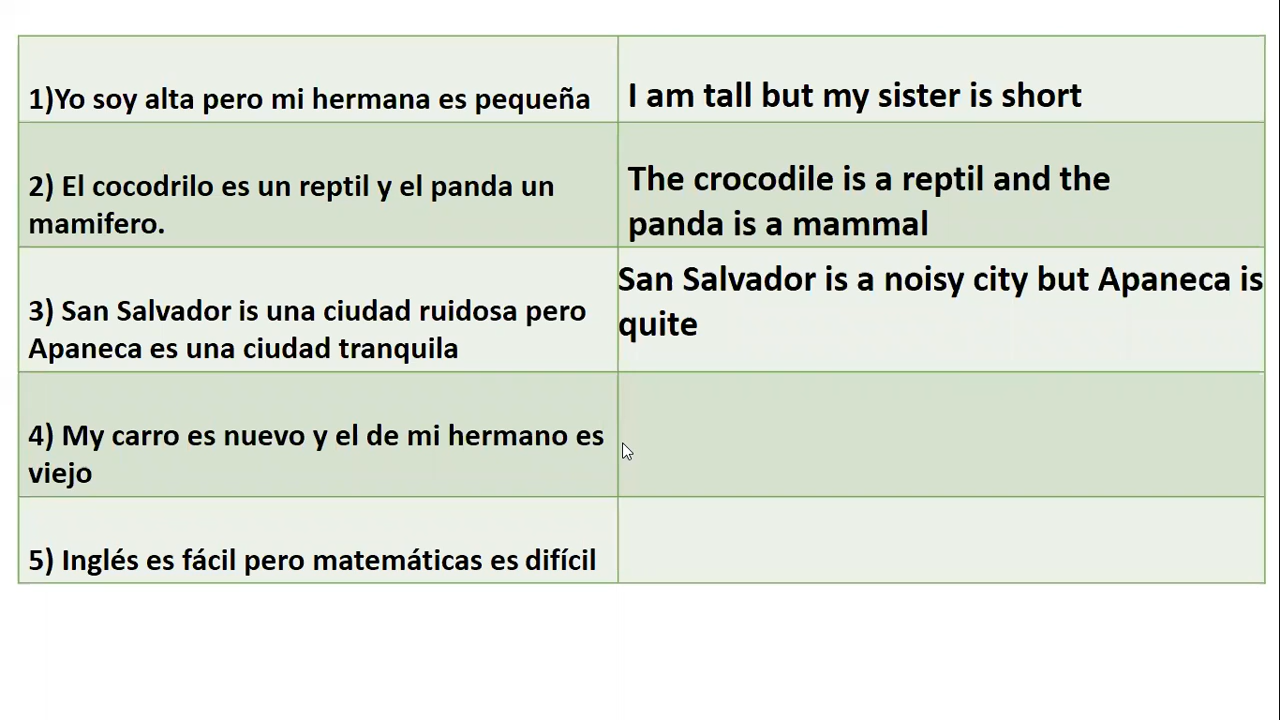 1)Yo soy alta pero mi hermana es pequeña
I am tall but my sister is short
2) El cocodrilo es un reptil y el panda un
mamifero.
The crocodile is a reptil and the
panda is a mammal
3) San Salvador is una ciudad ruidosa pero
Apaneca es una ciudad tranquila
San Salvador is a noisy city but Apaneca is
quite
4) My carro es nuevo y el de mi hermano es
viejo
5) Inglés es fácil pero matemáticas es difícil